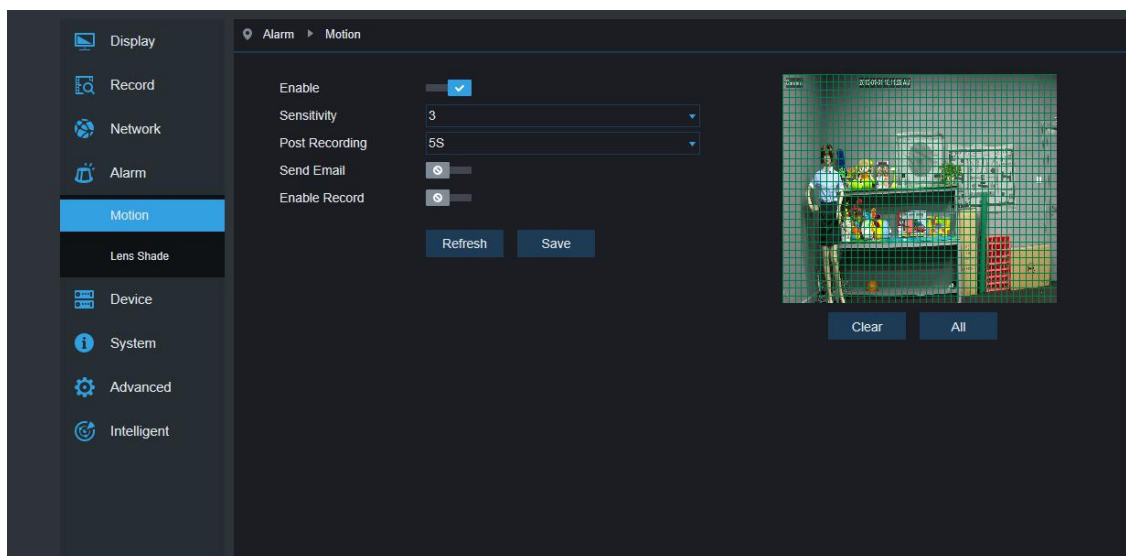 Display
Record
Network
Alarm
Motion
Lens Shade
Device
System
Advanced
Intelligent
Alarm Motion
Enable
Sensitivity 3
Post Recording 5S
Send Email
Enable Record
Refresh Save
Clear All